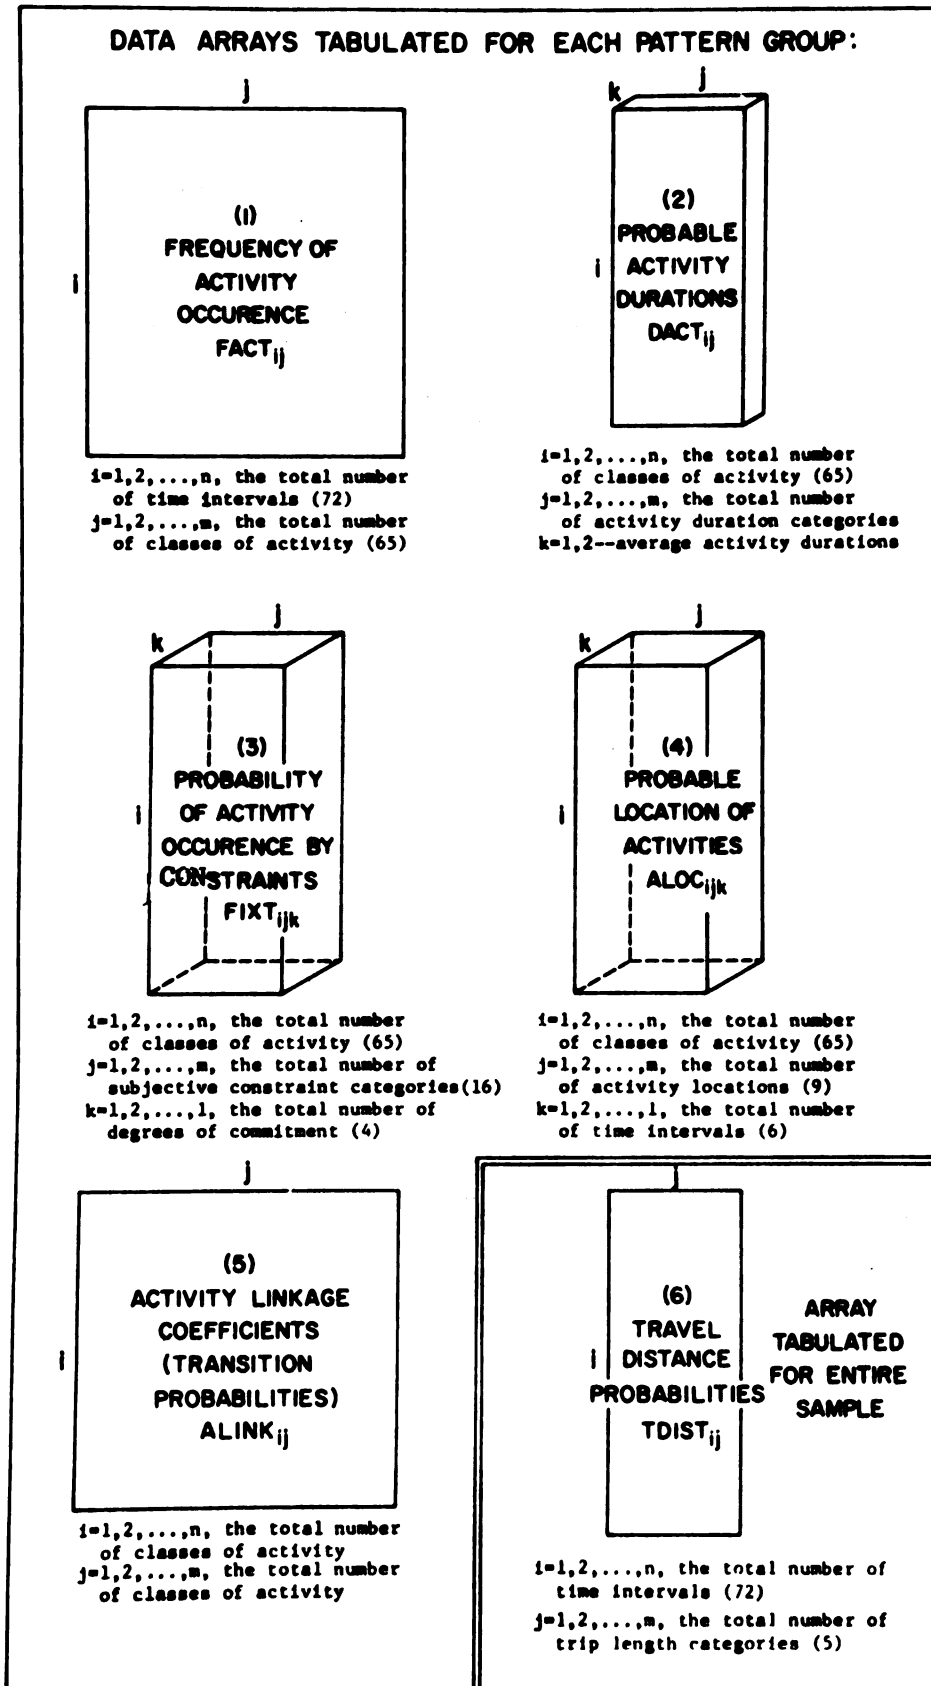 DATA ARRAYS TABULATED FOR EACH PATTERN GROUP:
j
i
(1)
FREQUENCY OF
ACTIVITY
OCCURENCE
FACTij
i=1,2,...,n, the total number
of time intervals (72)
j=1,2,...,m, the total number
of classes of activity (65)
k
j
i
(2)
PROBABLE
ACTIVITY
DURATIONS
DACTij
i=1,2,...,n, the total number
of classes of activity (65)
j=1,2,...,m, the total number
of activity duration categories
k=1,2--average activity durations
j
k
i
(3)
PROBABILITY
OF ACTIVITY
OCCURENCE BY
CONSTRAINTS
FIXTijk
i=1,2,...,n, the total number
of classes of activity (65)
j=1,2,...,m, the total number of
subjective constraint categories(16)
k=1,2,...,l, the total number of
degrees of commitment (4)
j
k
i
(4)
PROBABLE
LOCATION OF
ACTIVITIES
ALOCijk
i=1,2,...,n, the total number
of classes of activity (65)
j=1,2,...,m, the total number
of activity locations (9)
k=1,2,...,l, the total number
of time intervals (6)
j
i
(5)
ACTIVITY LINKAGE
COEFFICIENTS
(TRANSITION
PROBABILITIES)
ALINKij
i=1,2,...,n, the total number
of classes of activity
j=1,2,...,m, the total number
of classes of activity
j
i
(6)
TRAVEL
DISTANCE
PROBABILITIES
TDISTij
ARRAY
TABULATED
FOR ENTIRE
SAMPLE
i=1,2,...,n, the total number of
time intervals (72)
j=1,2,...,m, the total number of
trip length categories (5)